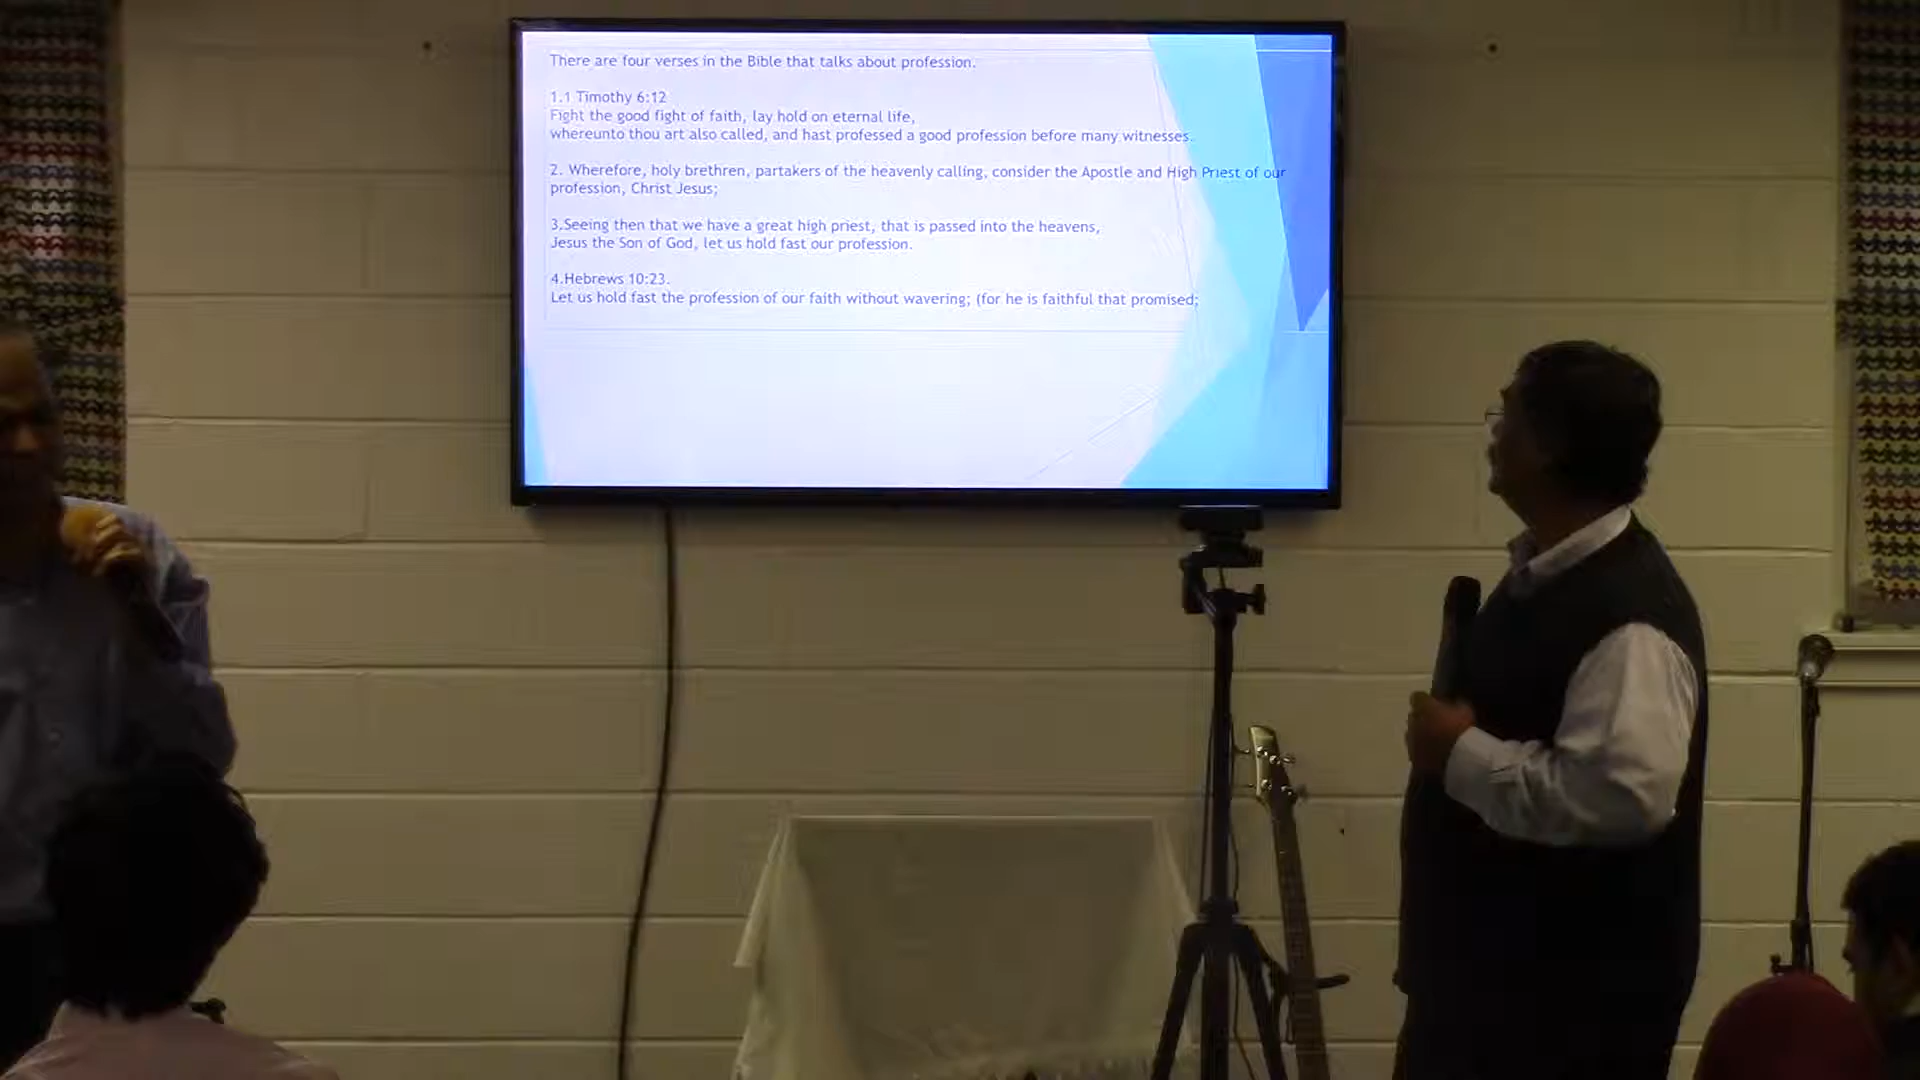 There are four verses in the Bible that talks about profession.
1.1 Timothy 6:12
Fight the good fight of faith, lay hold on eternal life,
whereunto thou art also called, and hast professed a good profession before many witnesses.
2. Wherefore, holy brethren, partakers of the heavenly calling, consider the Apostle and High Priest of our
profession, Christ Jesus;
3.Seeing then that we have a great high priest, that is passed into the heavens,
Jesus the Son of God, let us hold fast our profession.
4.Hebrews 10:23.
Let us hold fast the profession of our faith without wavering; (for he is faithful that promised;